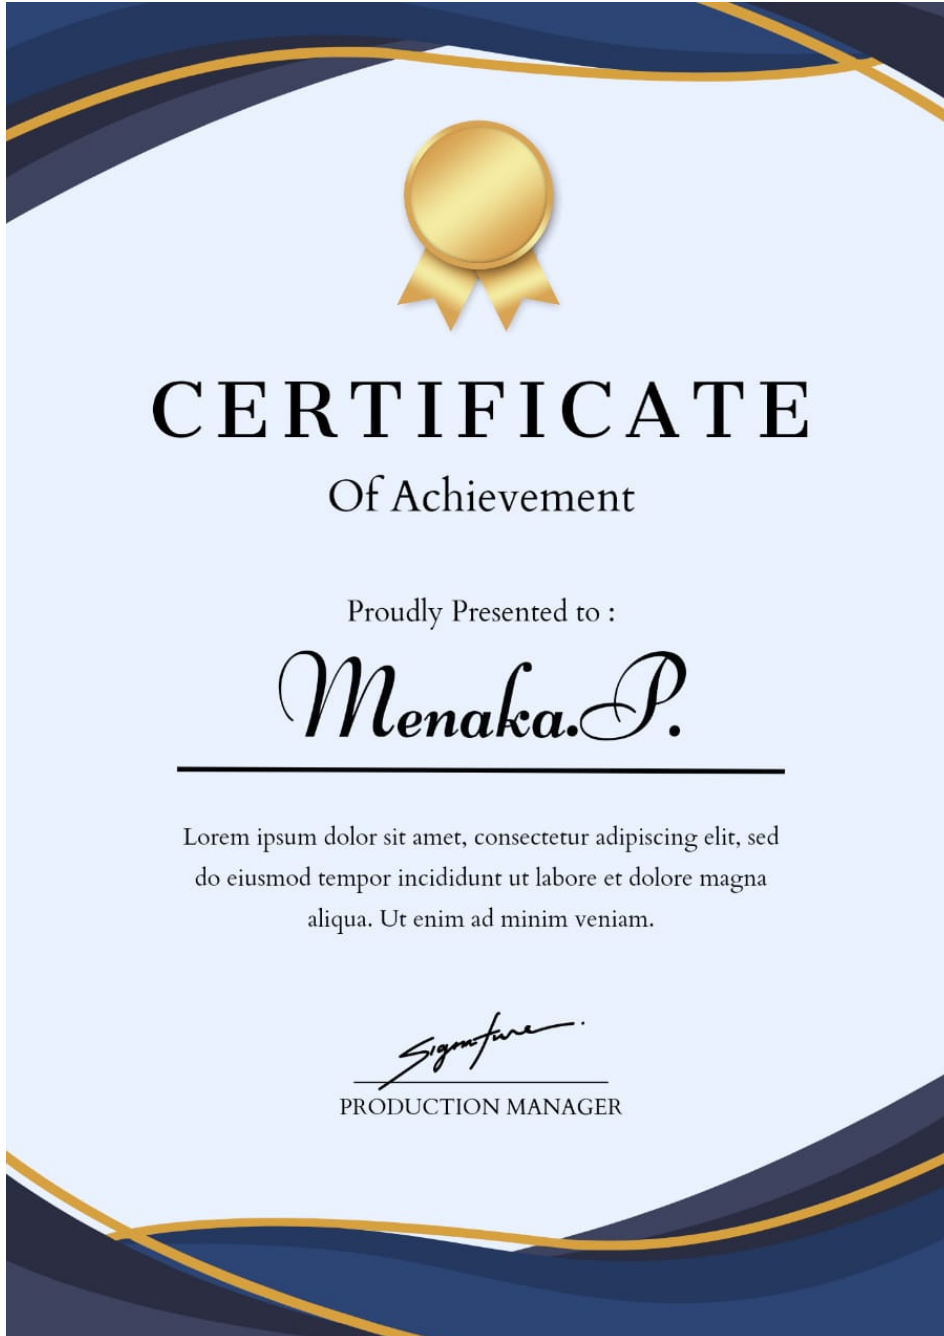 CERTIFICATE
Of Achievement
Proudly Presented to :
Menaka.P.
Lorem ipsum dolor sit amet, consectetur adipiscing elit, sed
do eiusmod tempor incididunt ut labore et dolore magna
aliqua. Ut enim ad minim veniam.
Signature
PRODUCTION MANAGER